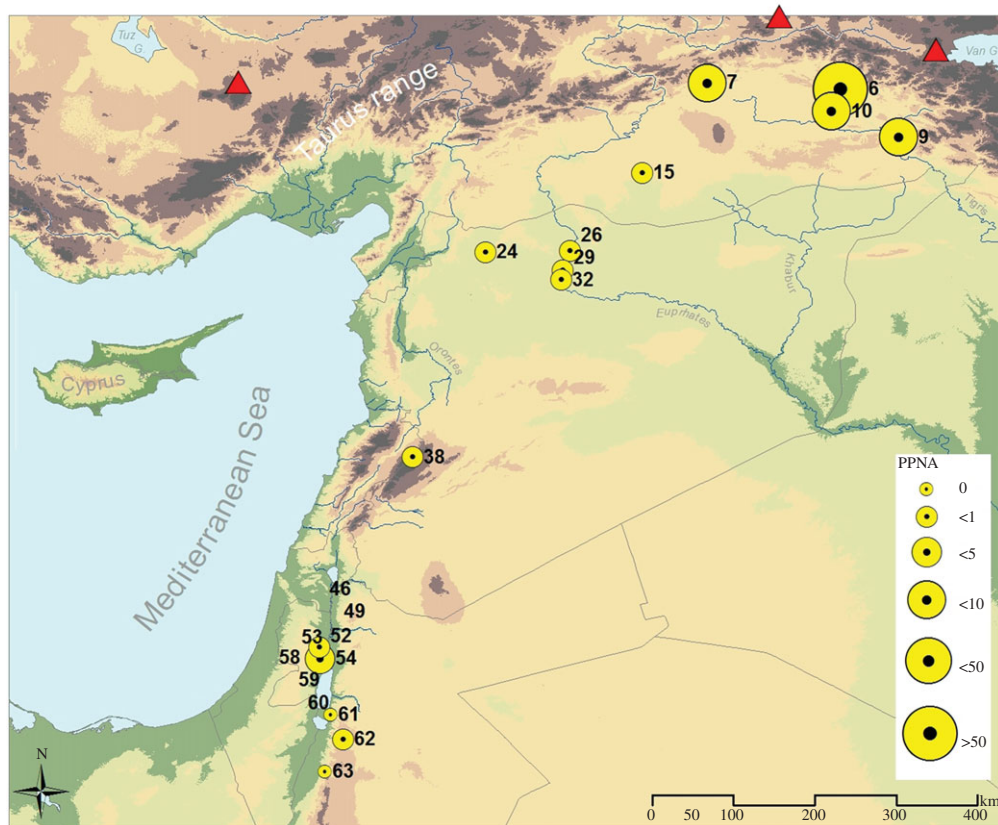 Tuz
G.
Van G
Taurus range
7
6
10
9
15
Tigris
26
24
29
32
Khabur
Euprhates
Orontes
Cyprus
Mediterranean Sea
38
PPNA
0
<1
<5
<10
<50
>50
46
49
53 52
58 54
59
60
61
62
63
N
0 50 100 200 300 400
km